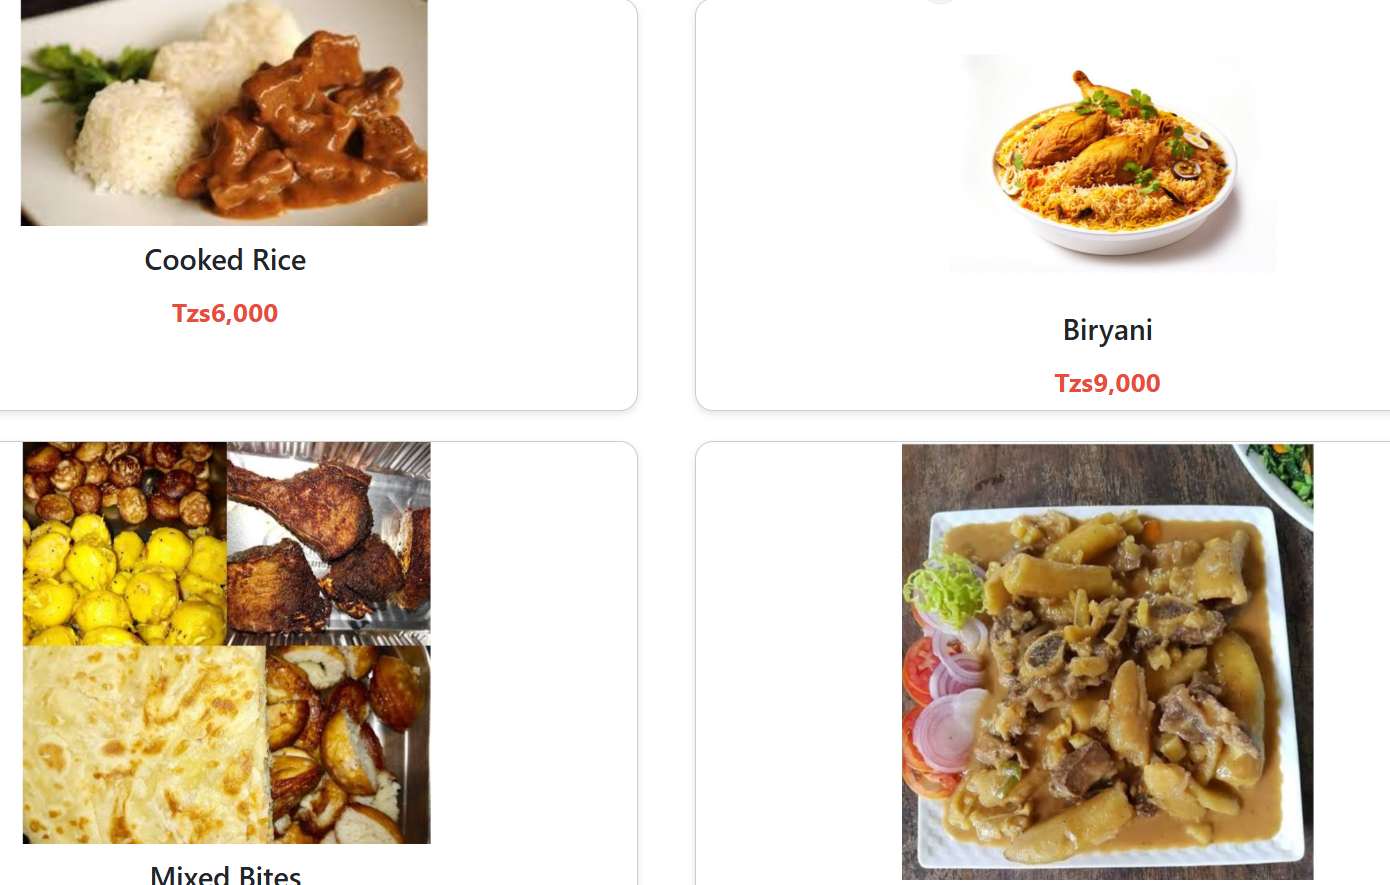 Cooked Rice
Tzs6,000
Biryani
Tzs9,000
Mixed Bites